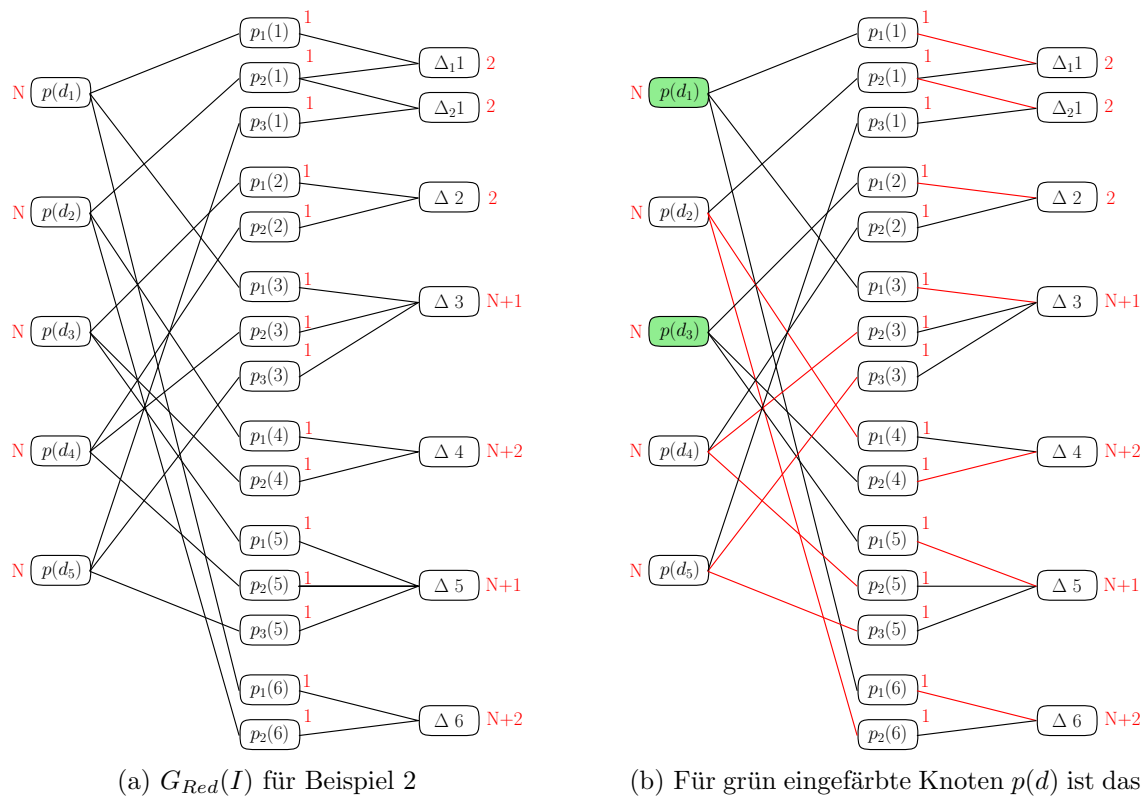 N p(d₁)
N p(d₂)
N p(d₃)
N p(d₄)
N p(d₅)
p₁(1) 1
p₂(1) 1
p₃(1) 1
p₁(2) 1
p₂(2) 1
p₁(3) 1
p₂(3) 1
p₃(3) 1
p₁(4) 1
p₂(4) 1
p₁(5) 1
p₂(5) 1
p₃(5) 1
p₁(6) 1
p₂(6) 1
Δ₁1 2
Δ₂1 2
Δ 2 2
Δ 3 N+1
Δ 4 N+2
Δ 5 N+1
Δ 6 N+2
(a) G_{Red}(I) für Beispiel 2
N p(d₁)
N p(d₂)
N p(d₃)
N p(d₄)
N p(d₅)
p₁(1) 1
p₂(1) 1
p₃(1) 1
p₁(2) 1
p₂(2) 1
p₁(3) 1
p₂(3) 1
p₃(3) 1
p₁(4) 1
p₂(4) 1
p₁(5) 1
p₂(5) 1
p₃(5) 1
p₁(6) 1
p₂(6) 1
Δ₁1 2
Δ₂1 2
Δ 2 2
Δ 3 N+1
Δ 4 N+2
Δ 5 N+1
Δ 6 N+2
(b) Für grün eingefärbte Knoten p(d) ist das